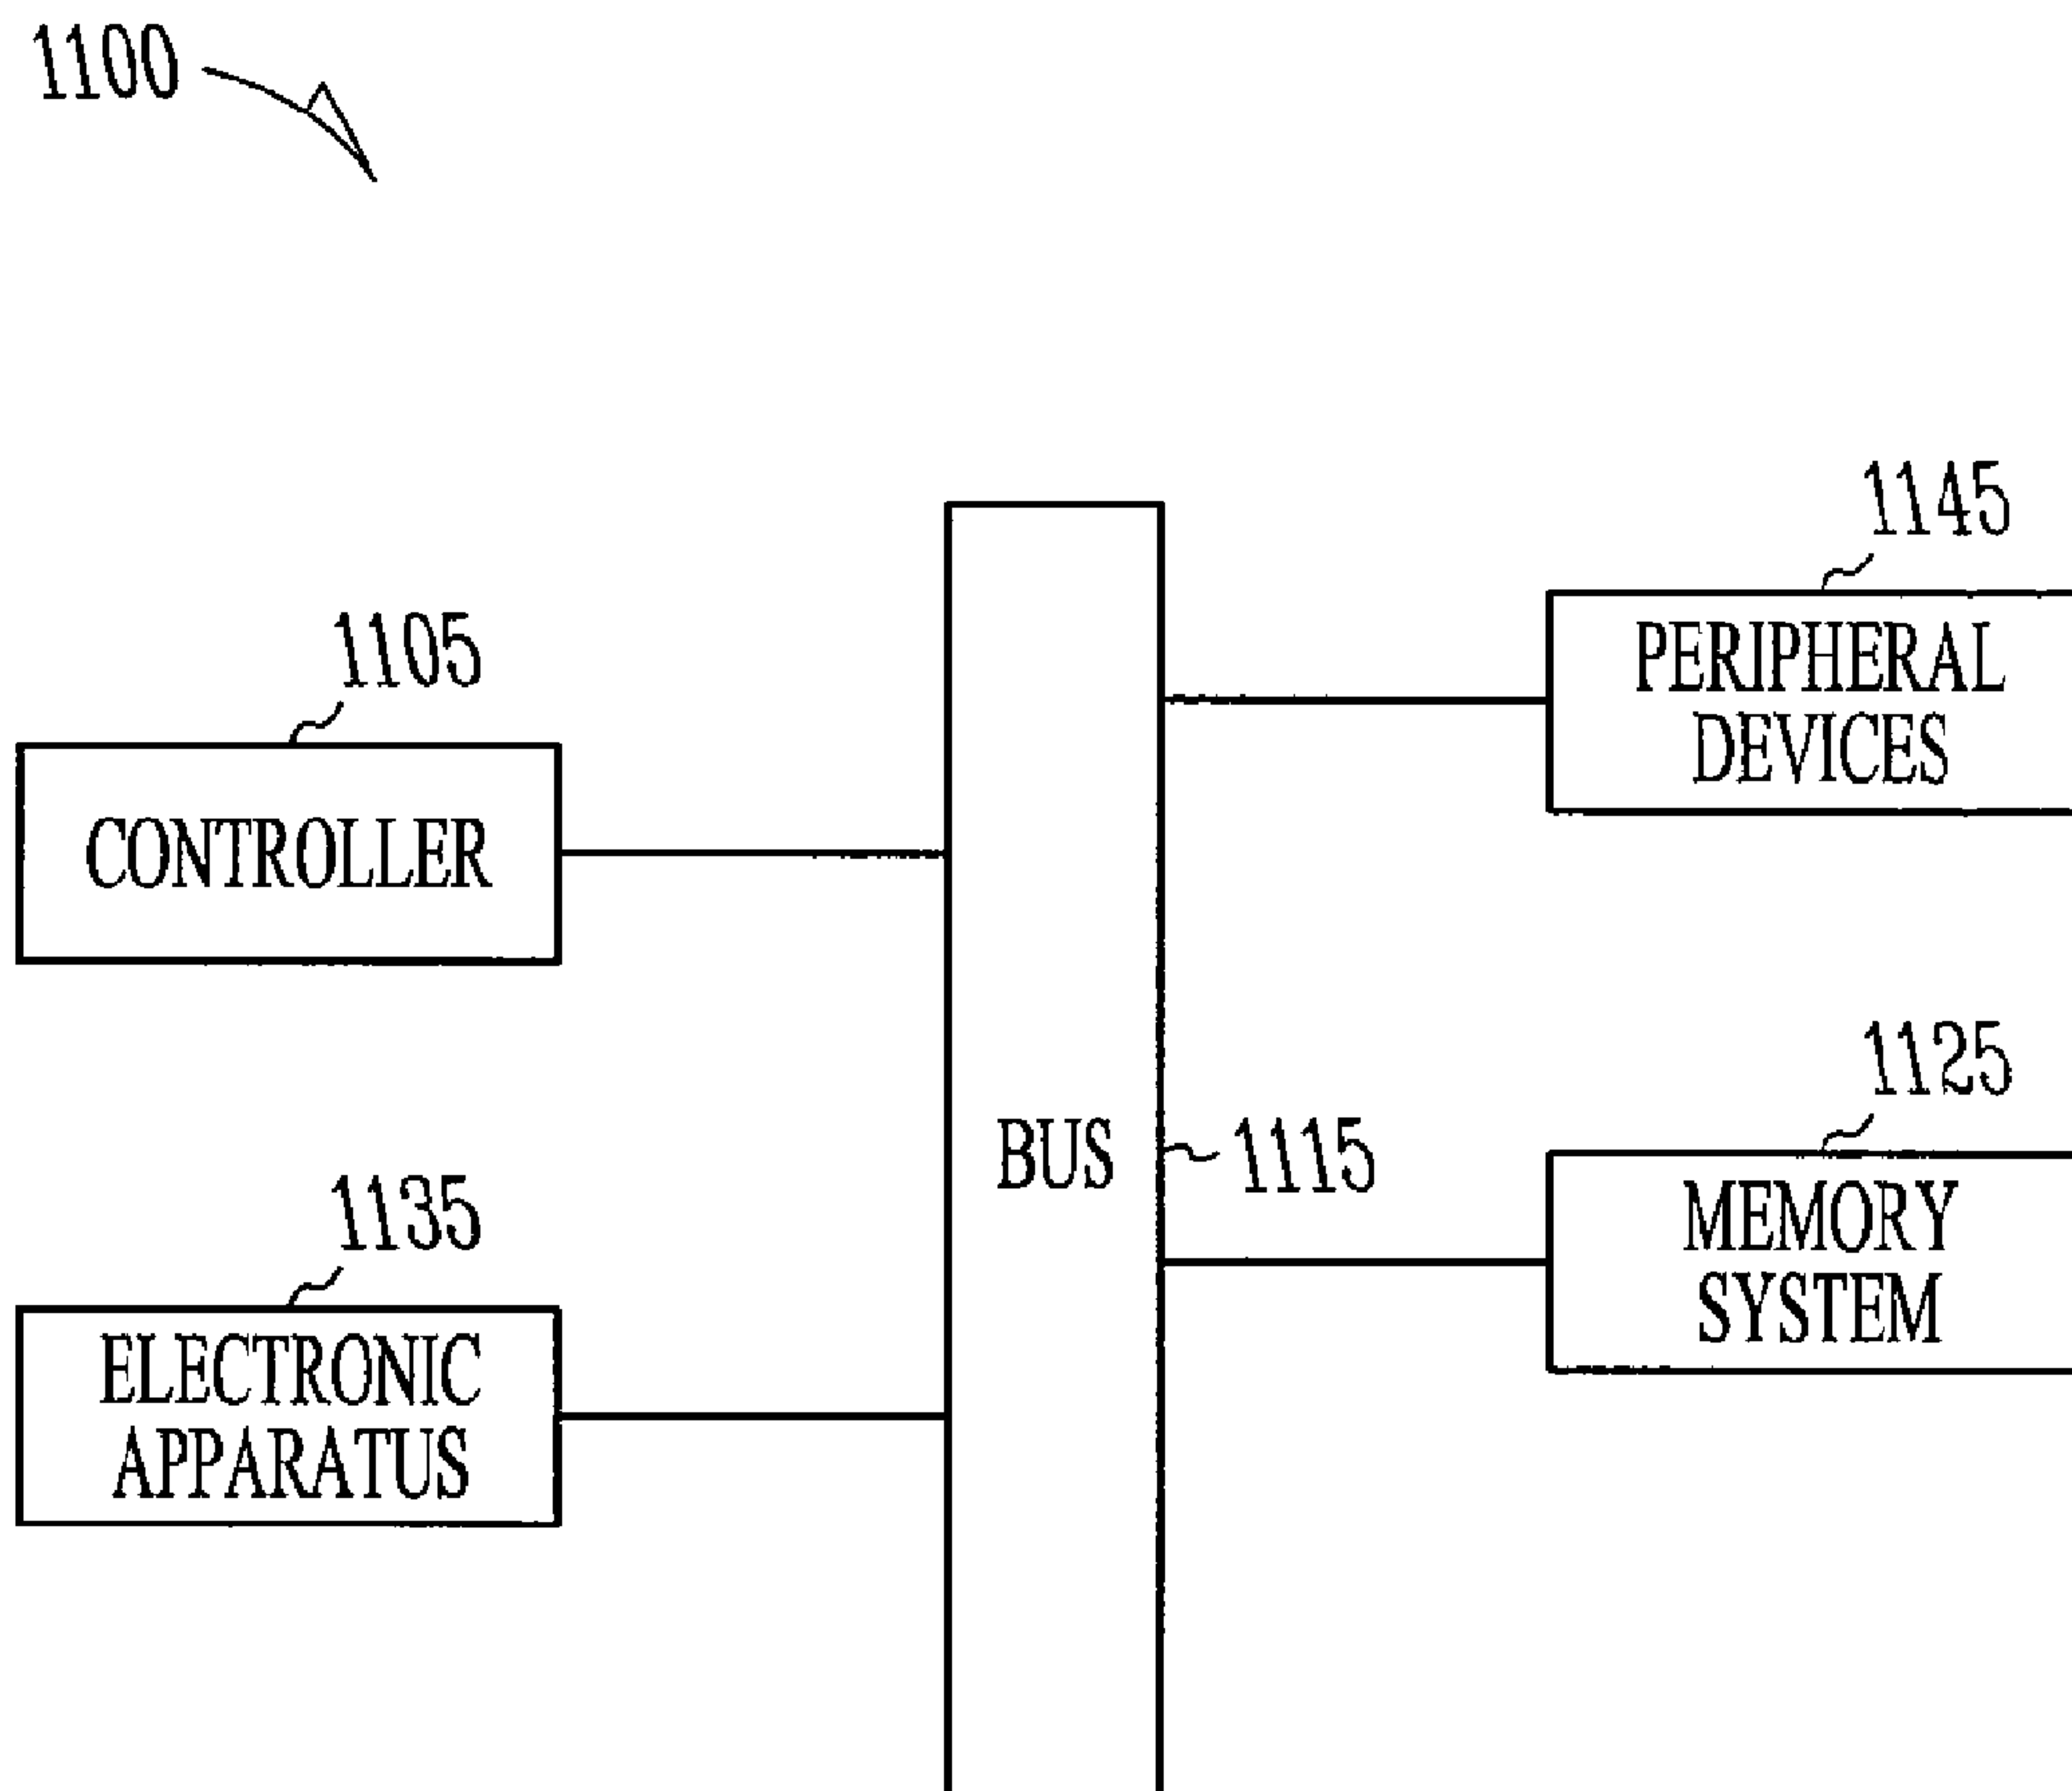 1100
1145
PERIPHERAL
DEVICES
1105
CONTROLLER
1125
MEMORY
SYSTEM
BUS
1115
1135
ELECTRONIC
APPARATUS